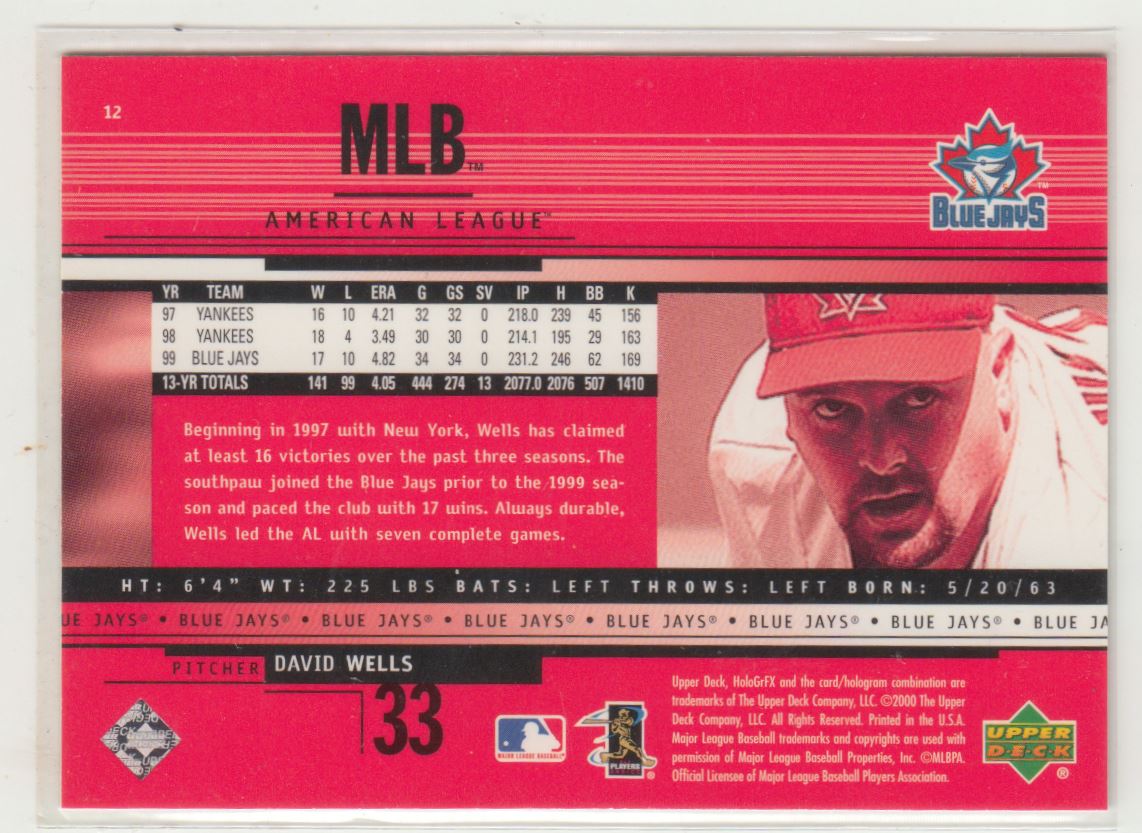 12
MLB™
AMERICAN LEAGUE™
BLUE JAYS™
YR TEAM W L ERA G GS SV IP H BB K
97 YANKEES 16 10 4.21 32 32 0 218.0 239 45 156
98 YANKEES 18 4 3.49 30 30 0 214.1 195 29 163
99 BLUE JAYS 17 10 4.82 34 34 0 231.2 246 62 169
13-YR TOTALS 141 99 4.05 444 274 13 2077.0 2076 507 1410
Beginning in 1997 with New York, Wells has claimed
at least 16 victories over the past three seasons. The
southpaw joined the Blue Jays prior to the 1999 sea-
son and paced the club with 17 wins. Always durable,
Wells led the AL with seven complete games.
HT: 6'4" WT: 225 LBS BATS: LEFT THROWS: LEFT BORN: 5/20/63
UE JAYS® • BLUE JAYS® • BLUE JAYS® • BLUE JAYS® • BLUE JAYS® • BLUE JAYS® • BLUE JAYS® • BLUE JA
PITCHER DAVID WELLS
33
MAJOR LEAGUE BASEBALL
PLAYERS
®
Upper Deck, HoloGrFX and the card/hologram combination are
trademarks of The Upper Deck Company, LLC. ©2000 The Upper
Deck Company, LLC. All Rights Reserved. Printed in the U.S.A.
Major League Baseball trademarks and copyrights are used with
permission of Major League Baseball Properties, Inc. ©MLBPA.
Official Licensee of Major League Baseball Players Association.
UPPER
D·E·C·K
®